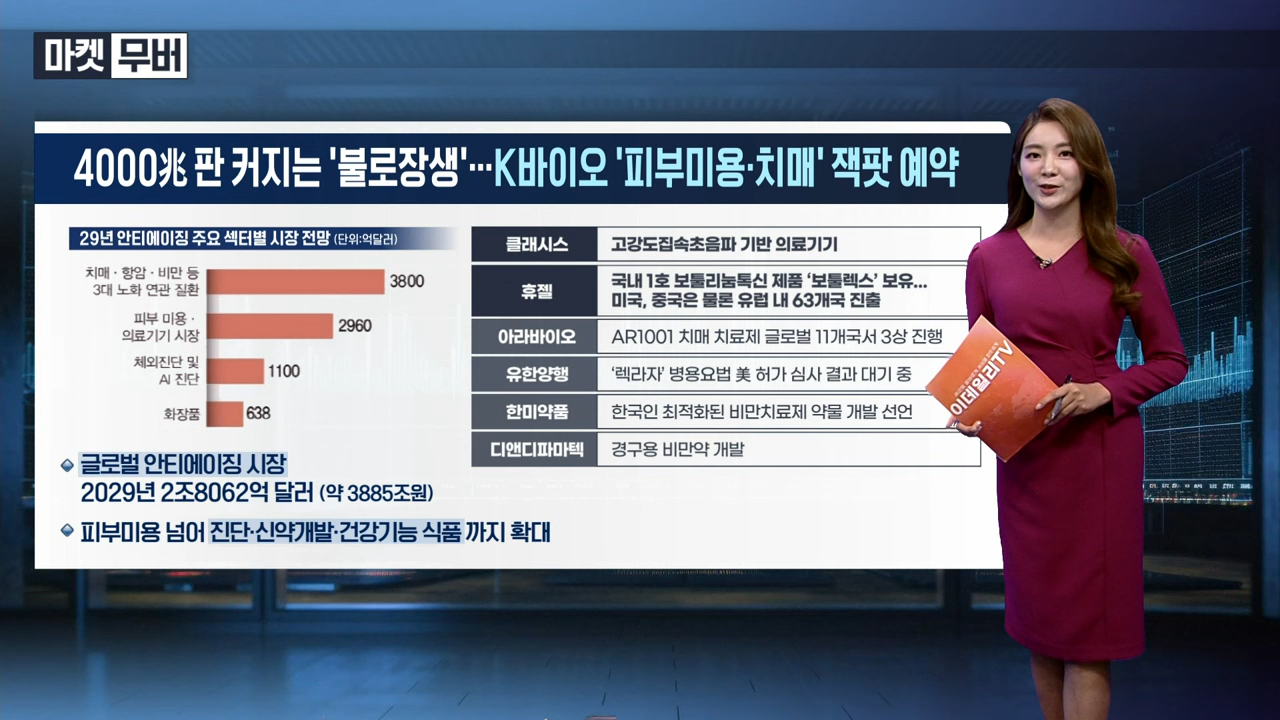 마켓 무버
4000兆 판 커지는 '불로장생'…K바이오 '피부미용·치매' 잭팟 예약
29년 안티에이징 주요 섹터별 시장 전망 (단위:억달러)
치매·항암·비만 등
3대 노화 연관 질환
3800
피부 미용·
의료기기 시장
2960
체외진단 및
AI 진단
1100
화장품
638
글로벌 안티에이징 시장
2029년 2조8062억 달러 (약 3885조원)
피부미용 넘어 진단·신약개발·건강기능 식품 까지 확대
클래시스
고강도집속초음파 기반 의료기기
휴젤
국내 1호 보툴리눔톡신 제품 '보툴렉스' 보유...
미국, 중국은 물론 유럽 내 63개국 진출
아라바이오
AR1001 치매 치료제 글로벌 11개국서 3상 진행
유한양행
'렉라자' 병용요법 美 허가 심사 결과 대기 중
한미약품
한국인 최적화된 비만치료제 약물 개발 선언
디앤디파마텍
경구용 비만약 개발
이데일리TV